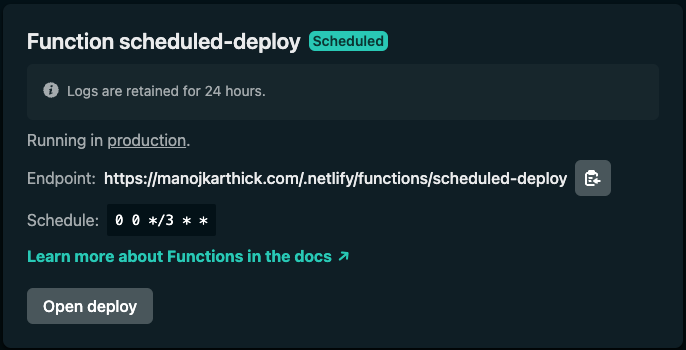 Function scheduled-deploy Scheduled
Logs are retained for 24 hours.
Running in production.
Endpoint: https://manojkarthick.com/.netlify/functions/scheduled-deploy
Schedule: 0 0 */3 * *
Learn more about Functions in the docs ↗
Open deploy